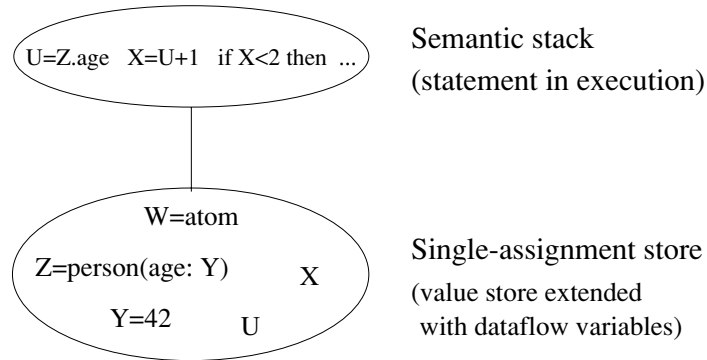 U=Z.age X=U+1 if X<2 then ...
Semantic stack
(statement in execution)
W=atom
Z=person(age: Y)
X
Y=42
U
Single-assignment store
(value store extended
with dataflow variables)